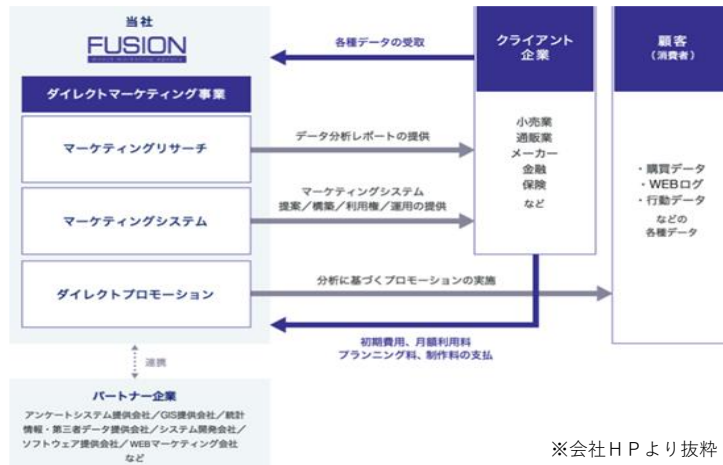 当社
FUSION
ダイレクトマーケティング事業
マーケティングリサーチ
マーケティングシステム
ダイレクトプロモーション
連携
パートナー企業
アンケートシステム提供会社／GIS提供会社／統計
情報・第三者データ提供会社／システム開発会社／
ソフトウェア提供会社／WEBマーケティング会社
など
各種データの受取
データ分析レポートの提供
マーケティングシステム
提案／構築／利用権／運用の提供
分析に基づくプロモーションの実施
初期費用、月額利用料
プランニング料、制作料の支払
クライアント
企業
小売業
通販業
メーカー
金融
保険
など
顧客
（消費者）
・購買データ
・WEBログ
・行動データ
などの
各種データ
※会社ＨＰより抜粋